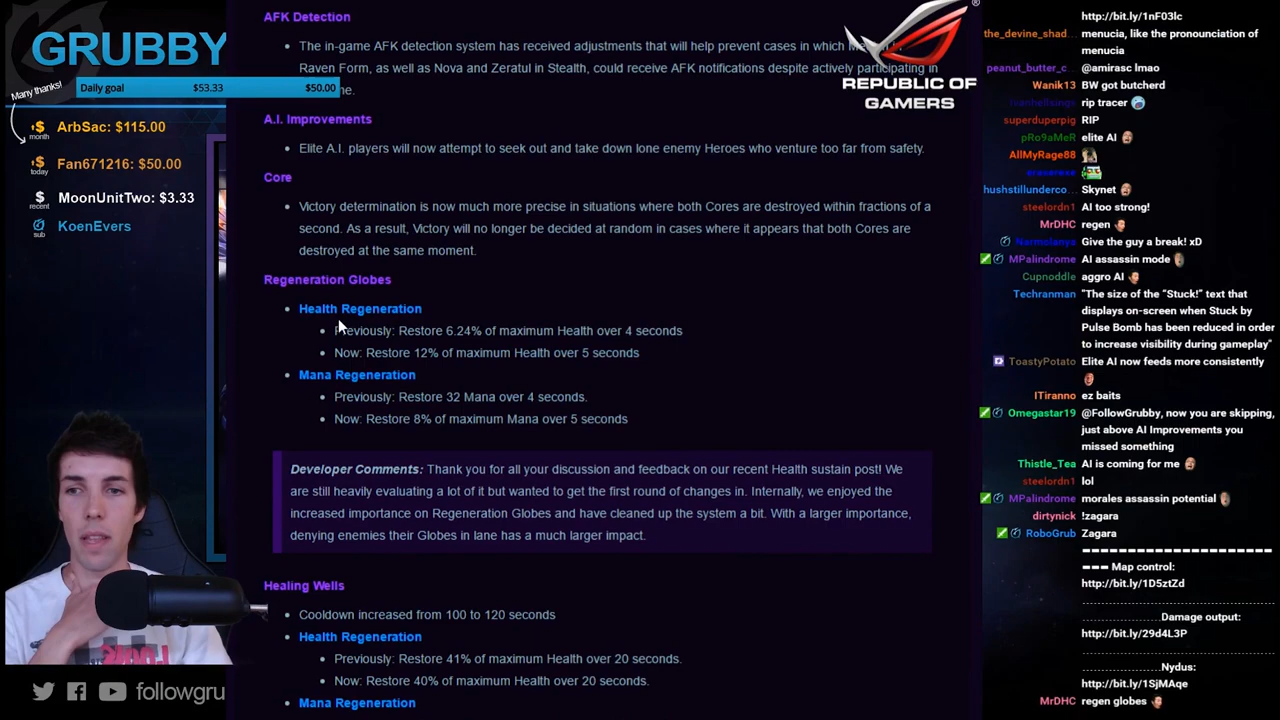 GRUBBY
Many thanks!
Daily goal $53.33 $50.00
$ month ArbSac: $115.00
$ today Fan671216: $50.00
$ recent MoonUnitTwo: $3.33
sub KoenEvers
followgru
REPUBLIC OF
GAMERS
AFK Detection
The in-game AFK detection system has received adjustments that will help prevent cases in which
Raven Form, as well as Nova and Zeratul in Stealth, could receive AFK notifications despite actively participating in
A.I. Improvements
Elite A.I. players will now attempt to seek out and take down lone enemy Heroes who venture too far from safety.
Core
Victory determination is now much more precise in situations where both Cores are destroyed within fractions of a
second. As a result, Victory will no longer be decided at random in cases where it appears that both Cores are
destroyed at the same moment.
Regeneration Globes
Health Regeneration
Previously: Restore 6.24% of maximum Health over 4 seconds
Now: Restore 12% of maximum Health over 5 seconds
Mana Regeneration
Previously: Restore 32 Mana over 4 seconds.
Now: Restore 8% of maximum Mana over 5 seconds
Developer Comments: Thank you for all your discussion and feedback on our recent Health sustain post! We
are still heavily evaluating a lot of it but wanted to get the first round of changes in. Internally, we enjoyed the
increased importance on Regeneration Globes and have cleaned up the system a bit. With a larger importance,
denying enemies their Globes in lane has a much larger impact.
Healing Wells
Cooldown increased from 100 to 120 seconds
Health Regeneration
Previously: Restore 41% of maximum Health over 20 seconds.
Now: Restore 40% of maximum Health over 20 seconds.
Mana Regeneration
http://bit.ly/1nF03lc
the_devine_shad... menucia, like the pronounciation of
menucia
peanut_butter_c... @amirasc lmao
Wanik13 BW got butcherd
rip tracer
superduperpig RIP
pRo9aMeR elite AI
AllMyRage88
hushstillunderco... Skynet
steelordn1 AI too strong!
MrDHC regen
Narmolanya Give the guy a break! xD
MPalindrome AI assassin mode
Cupnoddle aggro AI
Techranman "The size of the "Stuck!" text that
displays on-screen when Stuck by
Pulse Bomb has been reduced in order
to increase visibility during gameplay"
ToastyPotato Elite AI now feeds more consistently
ITiranno ez baits
Omegastar19 @FollowGrubby, now you are skipping,
just above AI Improvements you
missed something
Thistle_Tea AI is coming for me
steelordn1 lol
MPalindrome morales assassin potential
dirtynick !zagara
RoboGrub Zagara
Map control:
http://bit.ly/1D5ztZd
Damage output:
http://bit.ly/29d4L3P
Nydus:
http://bit.ly/1SjMAqe
MrDHC regen globes